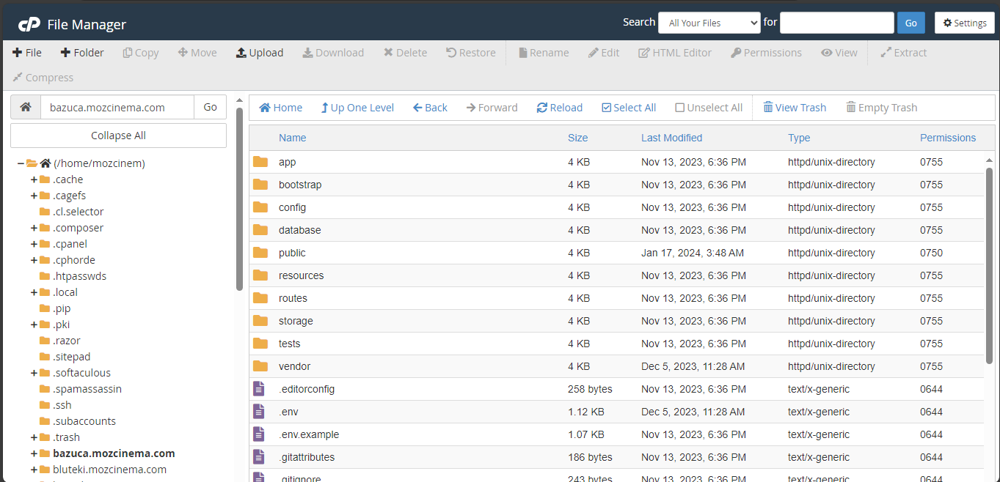 cP File Manager
Search All Your Files for Go Settings
File Folder Copy Move Upload Download Delete Restore Rename Edit HTML Editor Permissions View Extract
Compress
bazuca.mozcinema.com Go
Collapse All
(/home/mozcinem)
.cache
.cagefs
.cl.selector
.composer
.cpanel
.cphorde
.htpasswds
.local
.pip
.pki
.razor
.sitepad
.softaculous
.spamassassin
.ssh
.subaccounts
.trash
bazuca.mozcinema.com
bluteki.mozcinema.com
Home Up One Level Back Forward Reload Select All Unselect All View Trash Empty Trash
Name Size Last Modified Type Permissions
app 4 KB Nov 13, 2023, 6:36 PM httpd/unix-directory 0755
bootstrap 4 KB Nov 13, 2023, 6:36 PM httpd/unix-directory 0755
config 4 KB Nov 13, 2023, 6:36 PM httpd/unix-directory 0755
database 4 KB Nov 13, 2023, 6:36 PM httpd/unix-directory 0755
public 4 KB Jan 17, 2024, 3:48 AM httpd/unix-directory 0750
resources 4 KB Nov 13, 2023, 6:36 PM httpd/unix-directory 0755
routes 4 KB Nov 13, 2023, 6:36 PM httpd/unix-directory 0755
storage 4 KB Nov 13, 2023, 6:36 PM httpd/unix-directory 0755
tests 4 KB Nov 13, 2023, 6:36 PM httpd/unix-directory 0755
vendor 4 KB Dec 5, 2023, 11:28 AM httpd/unix-directory 0755
.editorconfig 258 bytes Nov 13, 2023, 6:36 PM text/x-generic 0644
.env 1.12 KB Dec 5, 2023, 11:28 AM text/x-generic 0644
.env.example 1.07 KB Nov 13, 2023, 6:36 PM text/x-generic 0644
.gitattributes 186 bytes Nov 13, 2023, 6:36 PM text/x-generic 0644
.gitignore 243 bytes Nov 13, 2023, 6:36 PM text/x-generic 0644